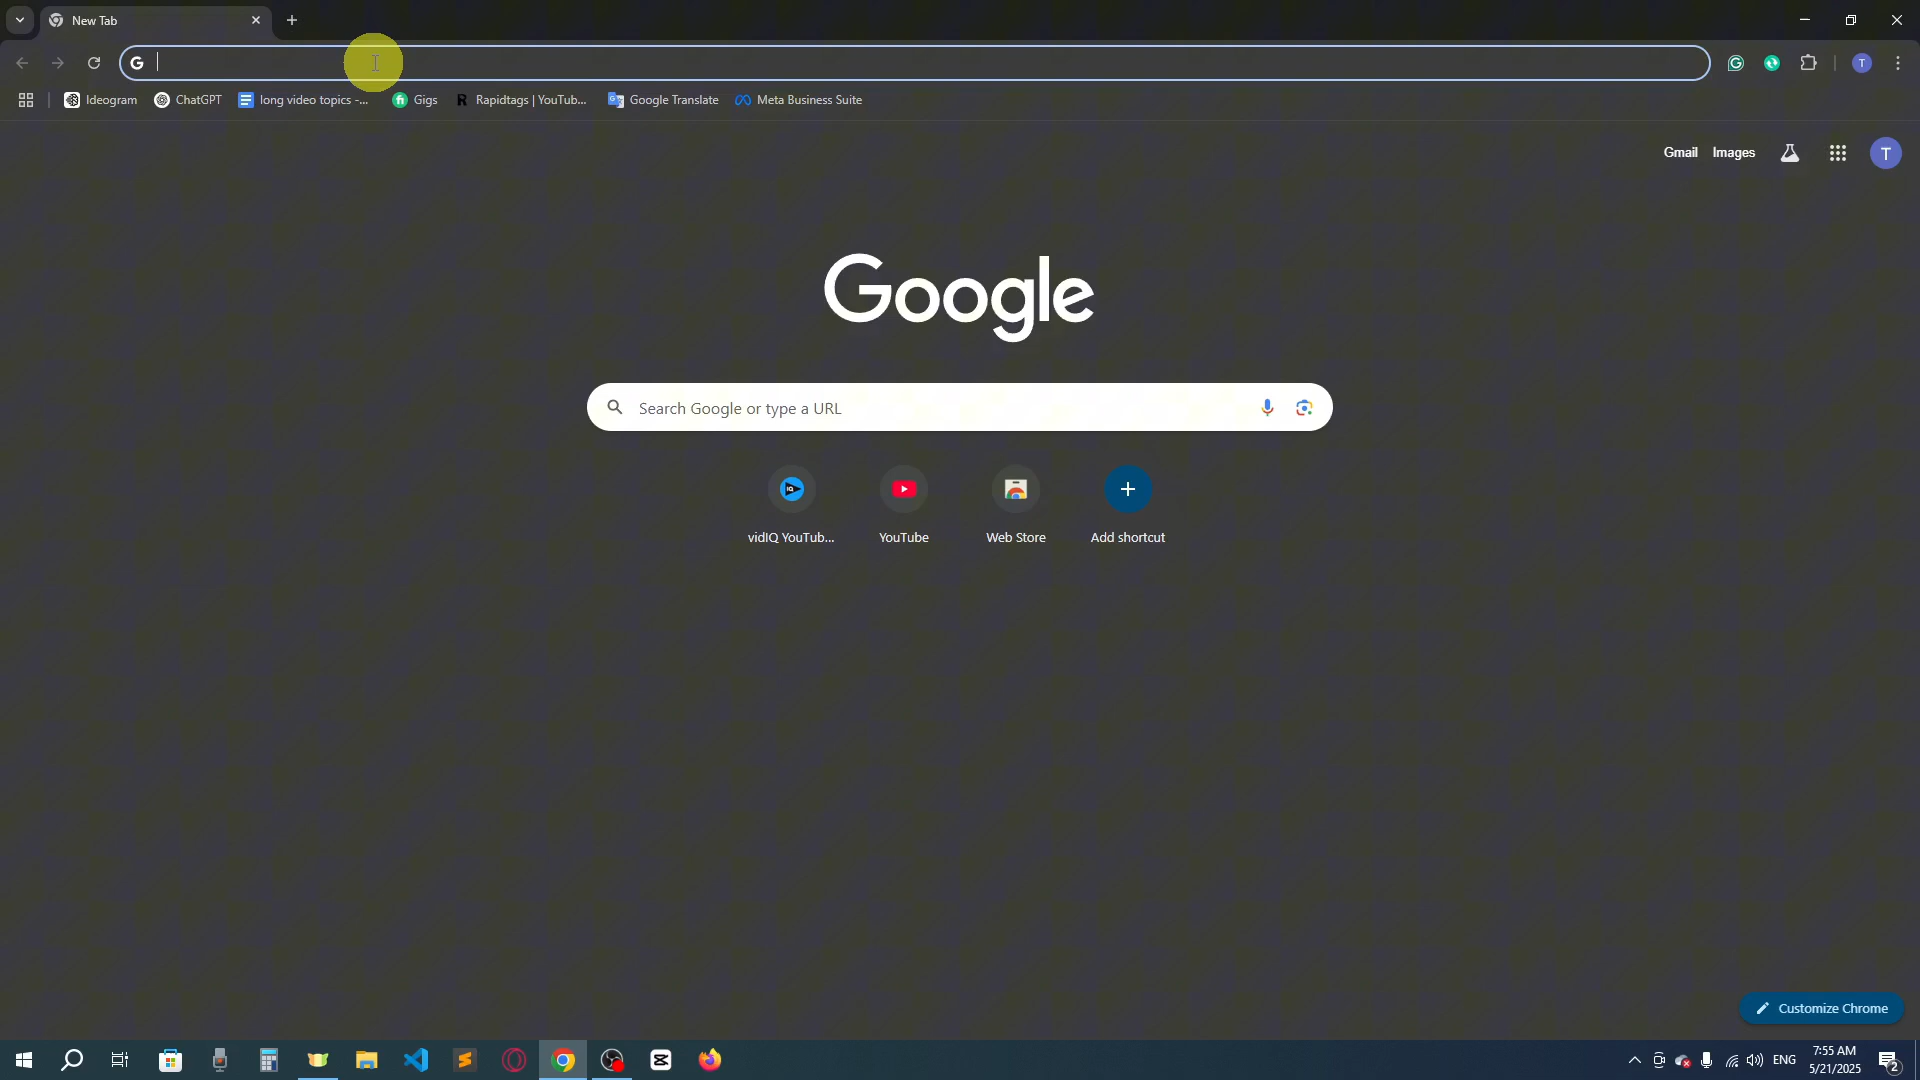 New Tab
Ideogram ChatGPT long video topics -... Gigs Rapidtags | YouTub... Google Translate Meta Business Suite
Gmail Images T
Google
Search Google or type a URL
vidIQ YouTub... YouTube Web Store Add shortcut
Customize Chrome
ENG 7:55 AM
5/21/2025 2